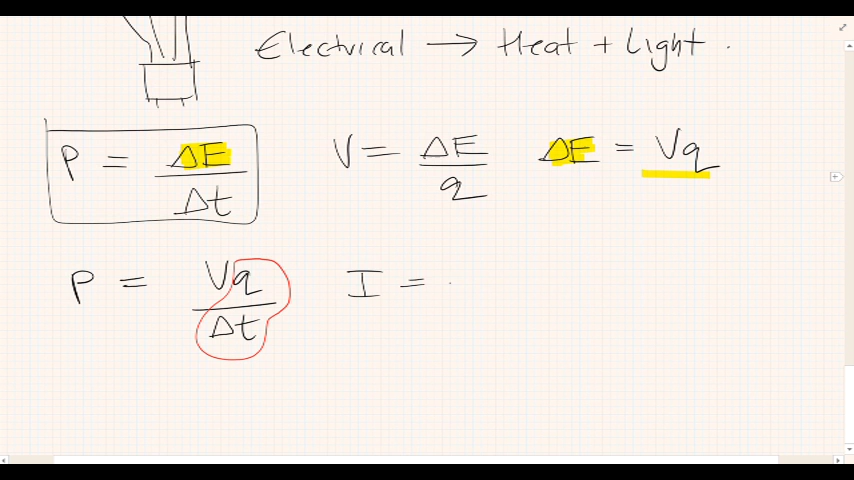 Electrical → Heat + Light.
P = ΔE/Δt V = ΔE/q ΔE = Vq
P = Vq/Δt I =